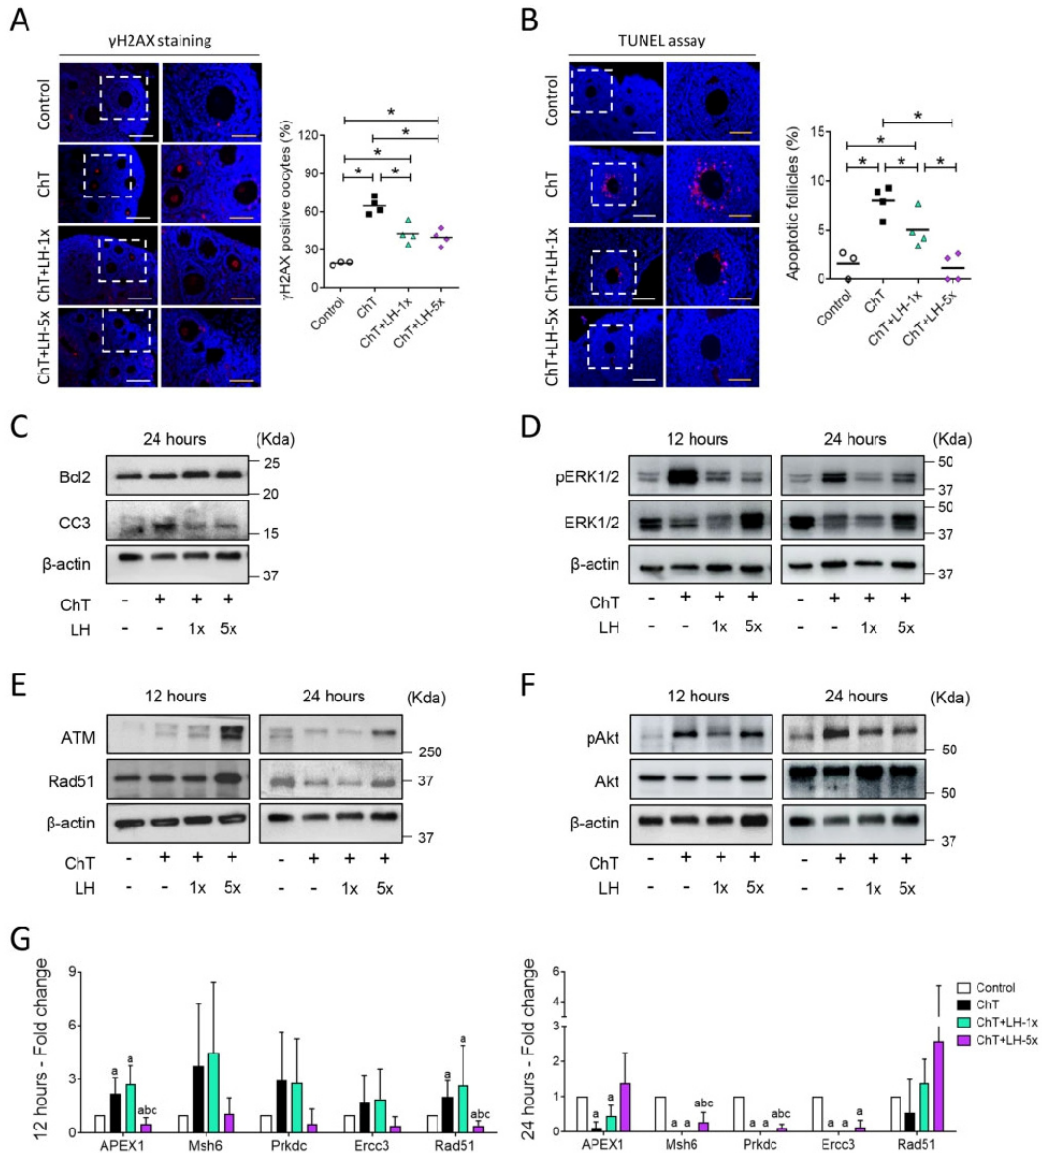 A
γH2AX staining
Control
ChT
ChT+LH-1x
ChT+LH-5x
γH2AX positive oocytes (%)
120
90
60
30
0
* * * * *
Control
ChT
ChT+LH-1x
ChT+LH-5x
B
TUNEL assay
Control
ChT
ChT+LH-1x
ChT+LH-5x
Apoptotic follicles (%)
15
10
5
0
* * * * *
Control
ChT
ChT+LH-1x
ChT+LH-5x
C
24 hours (Kda)
Bcl2
25
20
CC3
15
β-actin
37
ChT - + + +
LH - - 1x 5x
D
12 hours 24 hours (Kda)
pERK1/2
50
37
ERK1/2
50
37
β-actin
37
ChT - + + + - + + +
LH - - 1x 5x - - 1x 5x
E
12 hours 24 hours (Kda)
ATM
250
Rad51
37
β-actin
37
ChT - + + + - + + +
LH - - 1x 5x - - 1x 5x
F
12 hours 24 hours (Kda)
pAkt
50
Akt
50
β-actin
37
ChT - + + + - + + +
LH - - 1x 5x - - 1x 5x
G
12 hours - Fold change
9
6
3
0
a a abc a a abc
APEX1 Msh6 Prkdc Ercc3 Rad51
24 hours - Fold change
6
4
2
3
2
1
0
a a a a abc a a abc a a a
APEX1 Msh6 Prkdc Ercc3 Rad51
Control
ChT
ChT+LH-1x
ChT+LH-5x